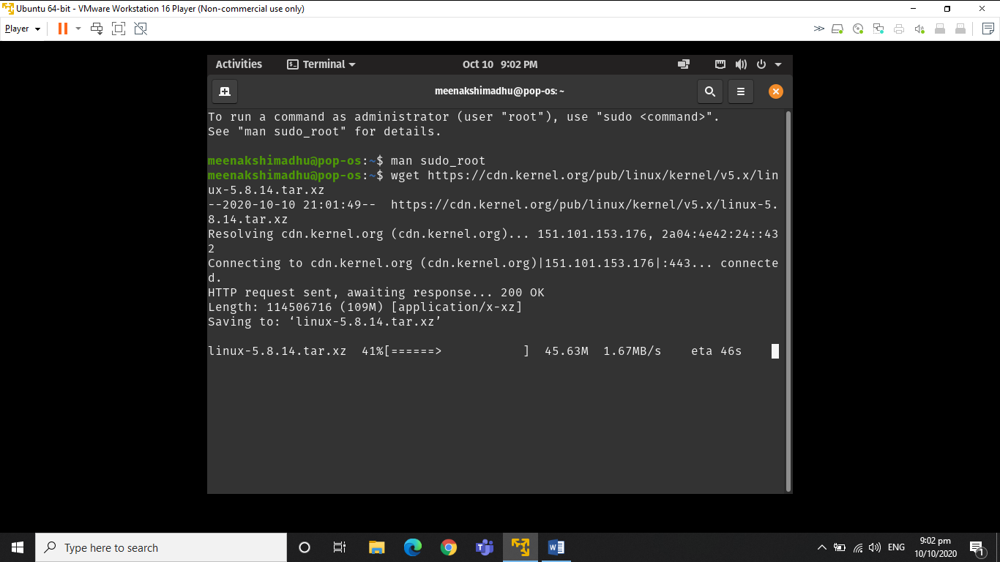 Ubuntu 64-bit - VMware Workstation 16 Player (Non-commercial use only)
Player
Activities Terminal Oct 10 9:02 PM
meenakshimadhu@pop-os: ~
To run a command as administrator (user "root"), use "sudo <command>".
See "man sudo_root" for details.
meenakshimadhu@pop-os:~$ man sudo_root
meenakshimadhu@pop-os:~$ wget https://cdn.kernel.org/pub/linux/kernel/v5.x/lin
ux-5.8.14.tar.xz
--2020-10-10 21:01:49-- https://cdn.kernel.org/pub/linux/kernel/v5.x/linux-5.
8.14.tar.xz
Resolving cdn.kernel.org (cdn.kernel.org)... 151.101.153.176, 2a04:4e42:24::43
2
Connecting to cdn.kernel.org (cdn.kernel.org)|151.101.153.176|:443... connecte
d.
HTTP request sent, awaiting response... 200 OK
Length: 114506716 (109M) [application/x-xz]
Saving to: ‘linux-5.8.14.tar.xz’
linux-5.8.14.tar.xz 41%[======> ] 45.63M 1.67MB/s eta 46s
Type here to search
ENG
9:02 pm
10/10/2020
1